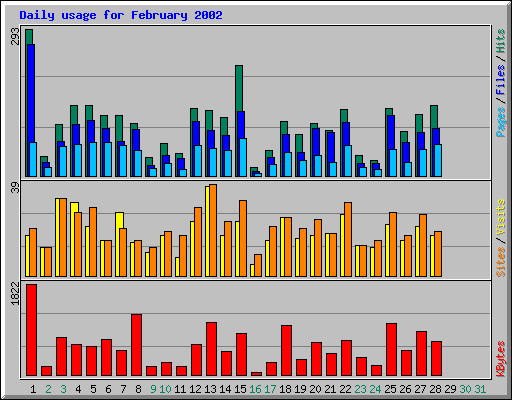 Daily usage for February 2002
293
Pages / Files / Hits
39
Sites / Visits
1822
KBytes
1 2 3 4 5 6 7 8 9 10 11 12 13 14 15 16 17 18 19 20 21 22 23 24 25 26 27 28 29 30 31